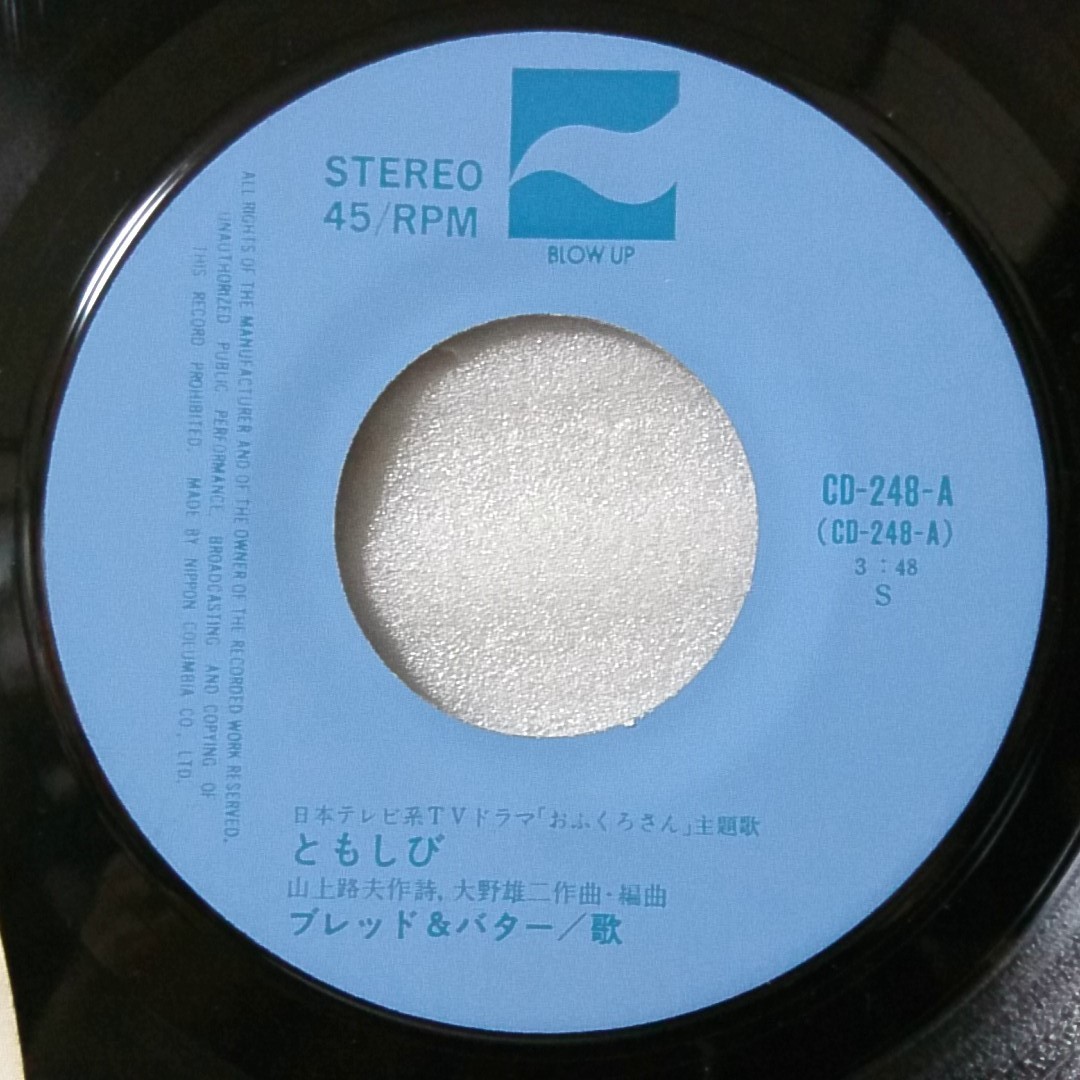 STEREO
45/RPM
BLOW UP
ALL RIGHTS OF THE MANUFACTURER AND OF THE OWNER OF THE RECORDED WORK RESERVED.
UNAUTHORIZED PUBLIC PERFORMANCE BROADCASTING AND COPYING OF
THIS RECORD PROHIBITED. MADE BY NIPPON COLUMBIA CO., LTD.
CD-248-A
(CD-248-A)
3:48
S
日本テレビ系TVドラマ「おふくろさん」主題歌
ともしび
山上路夫作詩, 大野雄二作曲・編曲
ブレッド&バター/歌